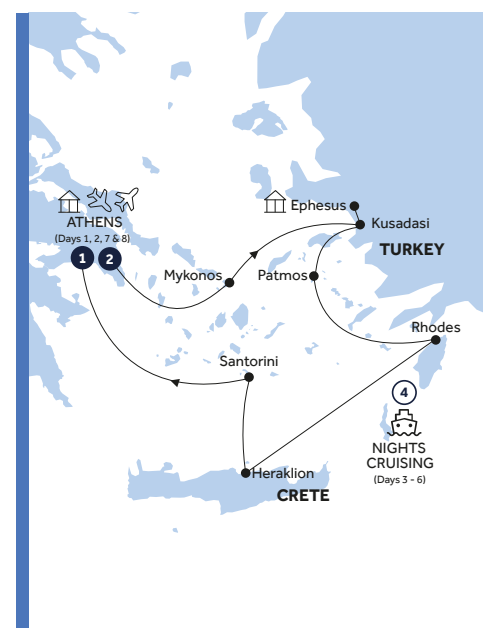 Ephesus
ATHENS
(Days 1, 2, 7 & 8)
Kusadasi
1 2
TURKEY
Mykonos
Patmos
Rhodes
Santorini
4
NIGHTS
CRUISING
(Days 3 - 6)
Heraklion
CRETE